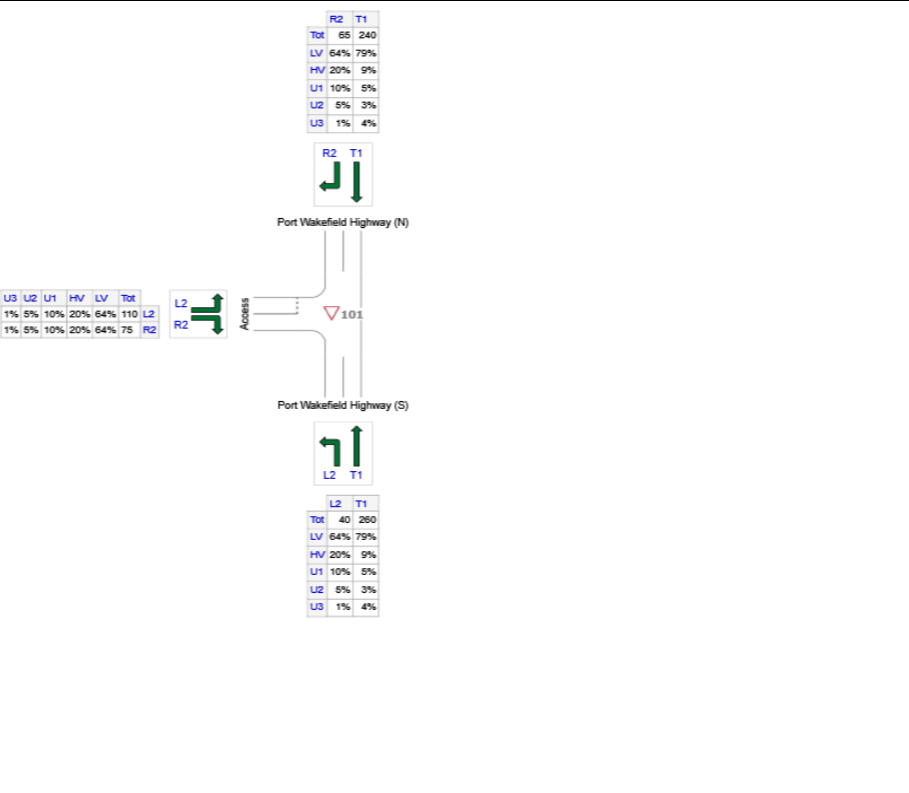 R2 T1
Tot 65 240
LV 64% 79%
HV 20% 9%
U1 10% 5%
U2 5% 3%
U3 1% 4%
R2 T1
Port Wakefield Highway (N)
U3 U2 U1 HV LV Tot
1% 5% 10% 20% 64% 110 L2
1% 5% 10% 20% 64% 75 R2
L2
R2
Access
101
Port Wakefield Highway (S)
L2 T1
L2 T1
Tot 40 260
LV 64% 79%
HV 20% 9%
U1 10% 5%
U2 5% 3%
U3 1% 4%